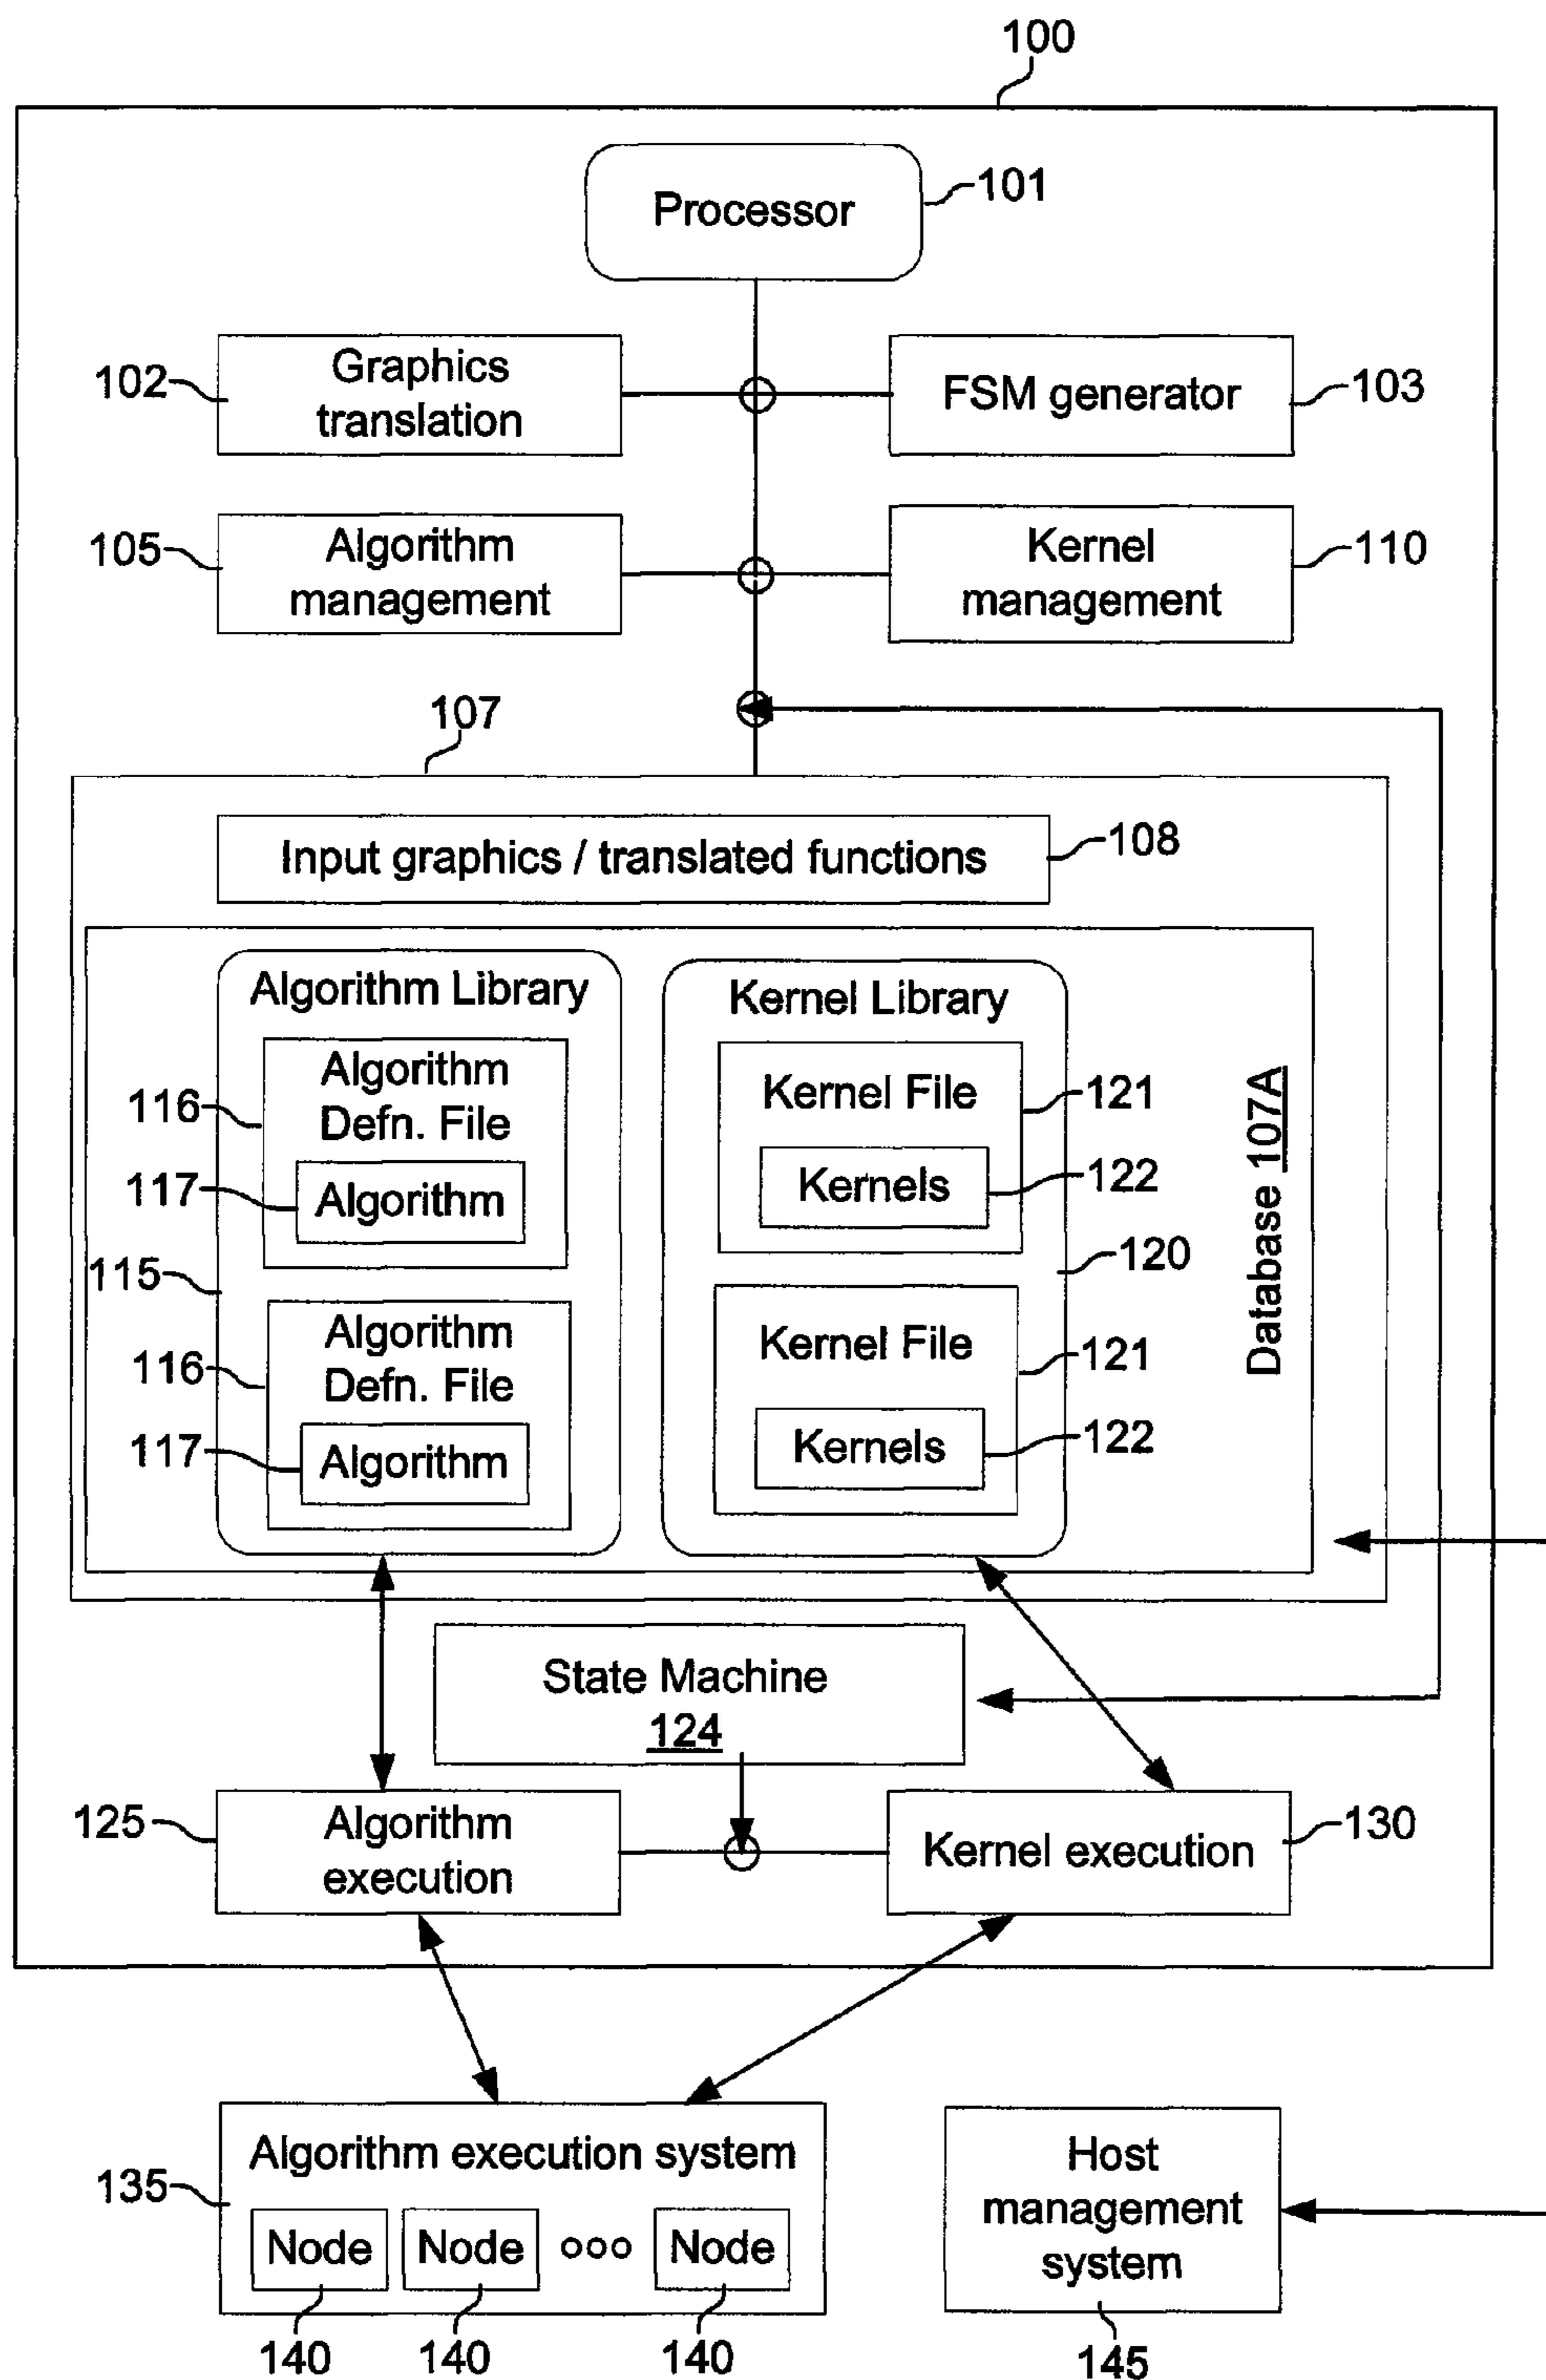 100
Processor
101
102
Graphics
translation
FSM generator
103
105
Algorithm
management
Kernel
management
110
107
Input graphics / translated functions
108
Algorithm Library
Kernel Library
116
Algorithm
Defn. File
117
Algorithm
Kernel File
121
Kernels
122
115
120
Database 107A
116
Algorithm
Defn. File
117
Algorithm
Kernel File
121
Kernels
122
State Machine
124
125
Algorithm
execution
Kernel execution
130
135
Algorithm execution system
Node
Node
ooo
Node
140
140
140
Host
management
system
145